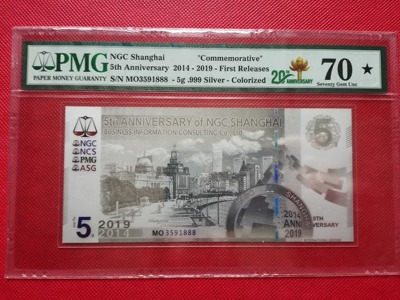 PMG
PAPER MONEY GUARANTY
NGC Shanghai "Commemorative"
5th Anniversary 2014 - 2019 - First Releases
S/N MO3591888 - 5g .999 Silver - Colorized
20th ANNIVERSARY
70 ★
Seventy Gem Unc
5th ANNIVERSARY of NGC SHANGHAI
BUSINESS INFORMATION CONSULTING Co., LTD
NGC
NCS
PMG
ASG
5
2019
2014
MO3591888
SHANGHAI
2014 5TH
ANNIVERSARY
2019